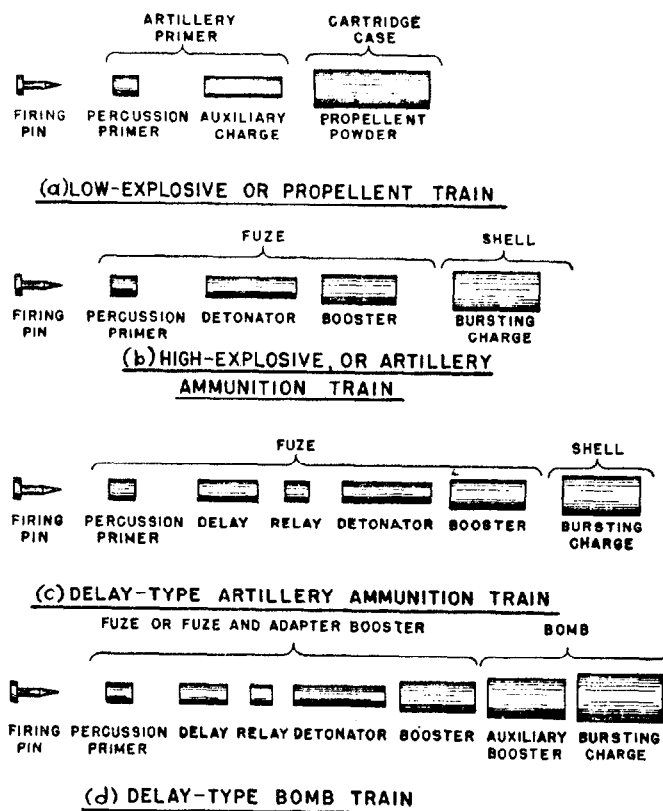 ARTILLERY
PRIMER
CARTRIDGE
CASE
FIRING
PIN
PERCUSSION
PRIMER
AUXILIARY
CHARGE
PROPELLENT
POWDER
(a) LOW-EXPLOSIVE OR PROPELLENT TRAIN
FUZE
SHELL
FIRING
PIN
PERCUSSION
PRIMER
DETONATOR
BOOSTER
BURSTING
CHARGE
(b) HIGH-EXPLOSIVE, OR ARTILLERY
AMMUNITION TRAIN
FUZE
SHELL
FIRING
PIN
PERCUSSION
PRIMER
DELAY
RELAY
DETONATOR
BOOSTER
BURSTING
CHARGE
(c) DELAY-TYPE ARTILLERY AMMUNITION TRAIN
FUZE OR FUZE AND ADAPTER BOOSTER
BOMB
FIRING
PIN
PERCUSSION
PRIMER
DELAY
RELAY
DETONATOR
BOOSTER
AUXILIARY
BOOSTER
BURSTING
CHARGE
(d) DELAY-TYPE BOMB TRAIN